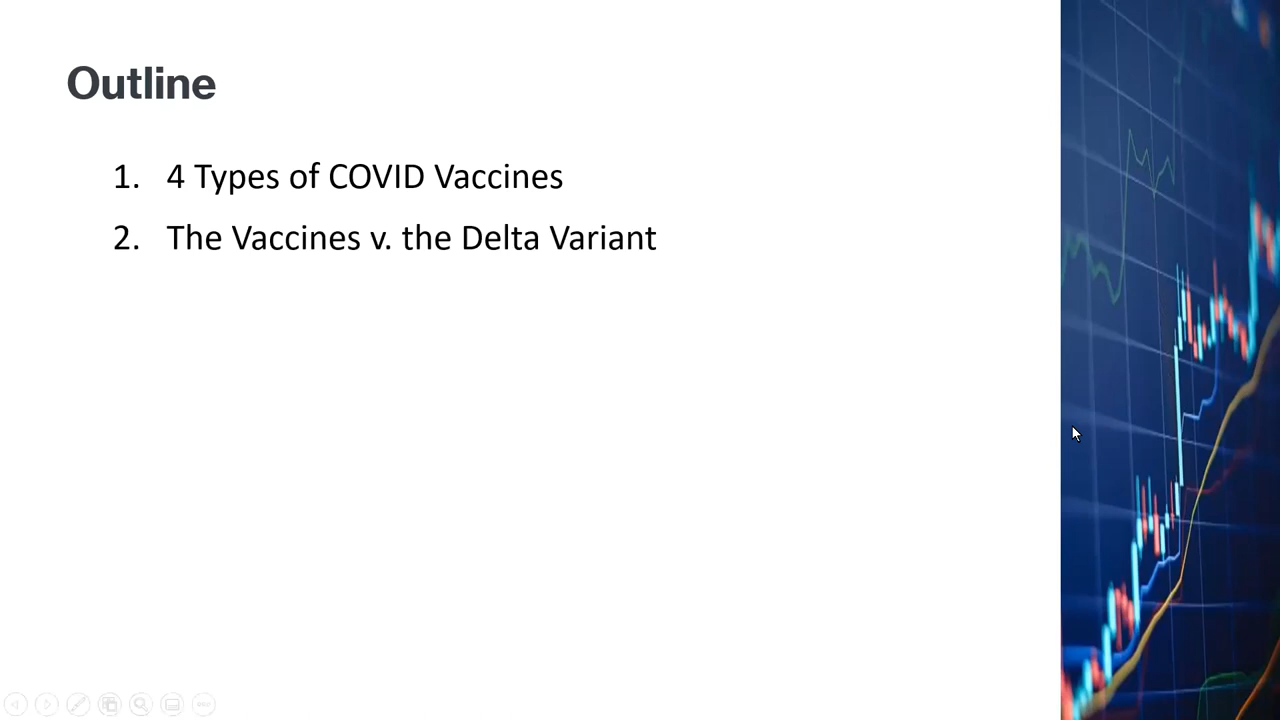 Outline
1. 4 Types of COVID Vaccines
2. The Vaccines v. the Delta Variant